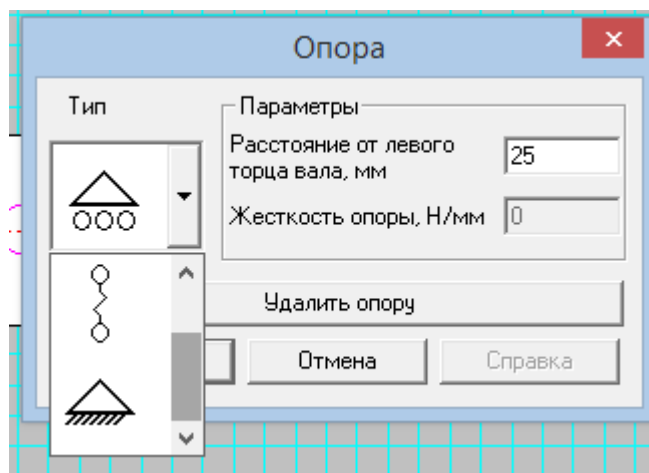 Опора
Тип
Параметры
Расстояние от левого
торца вала, мм
25
Жесткость опоры, Н/мм
0
Удалить опору
Отмена
Справка